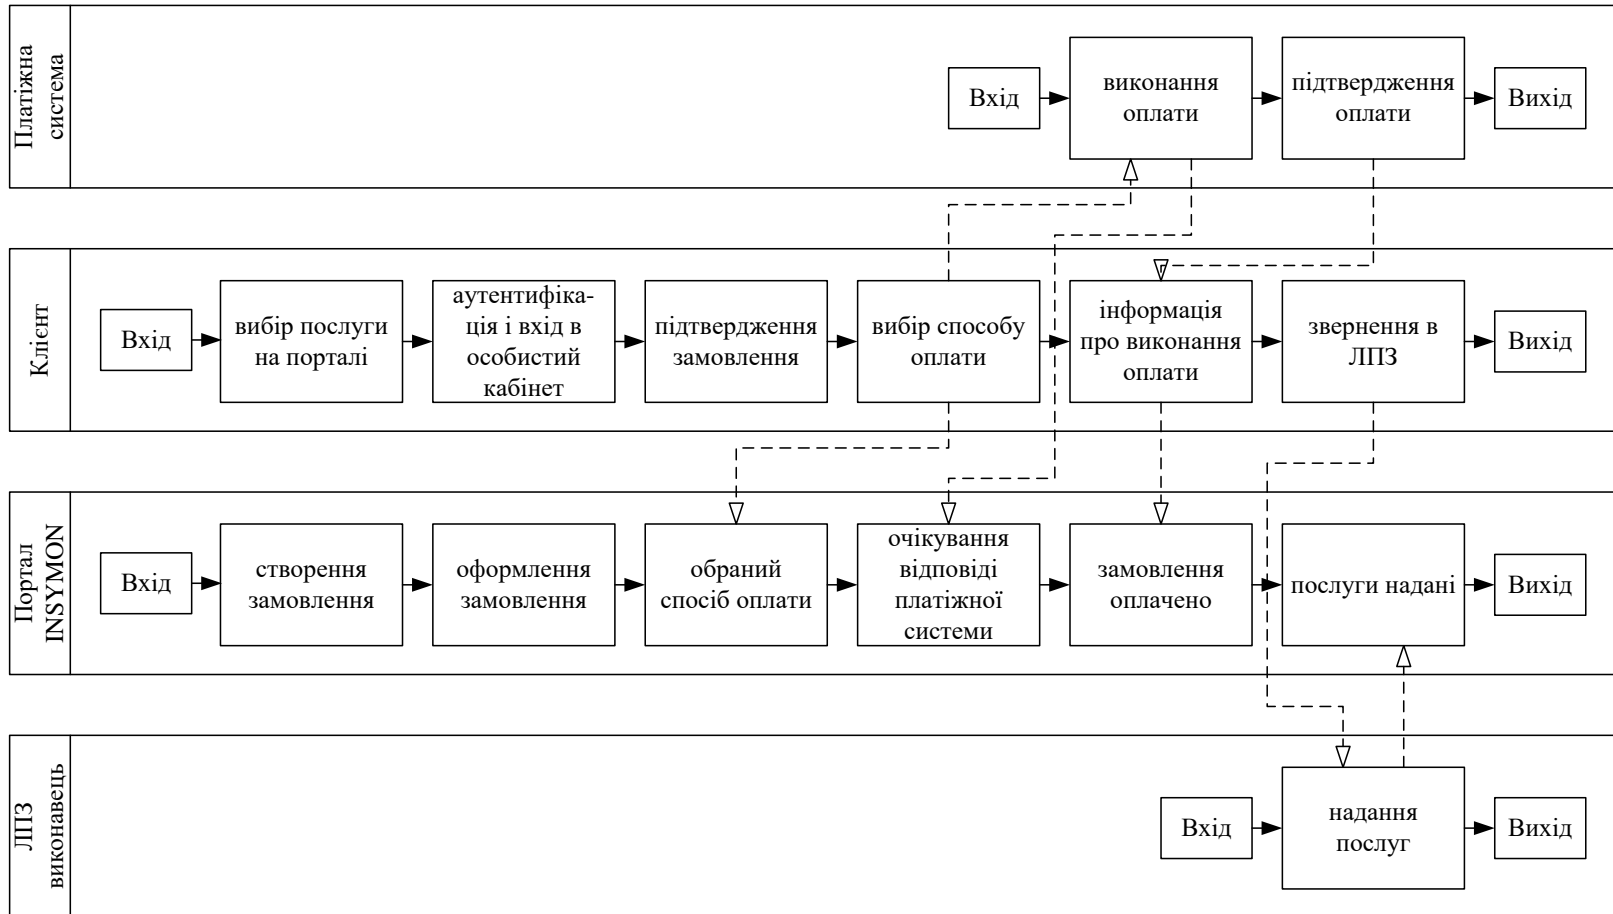 Платіжна
система
Вхід
виконання
оплати
підтвердження
оплати
Вихід
Клієнт
Вхід
вибір послуги
на порталі
аутентифіка-
ція і вхід в
особистий
кабінет
підтвердження
замовлення
вибір способу
оплати
інформація
про виконання
оплати
звернення в
ЛПЗ
Вихід
Портал
INSYMON
Вхід
створення
замовлення
оформлення
замовлення
обраний
спосіб оплати
очікування
відповіді
платіжної
системи
замовлення
оплачено
послуги надані
Вихід
ЛПЗ
виконавець
Вхід
надання
послуг
Вихід